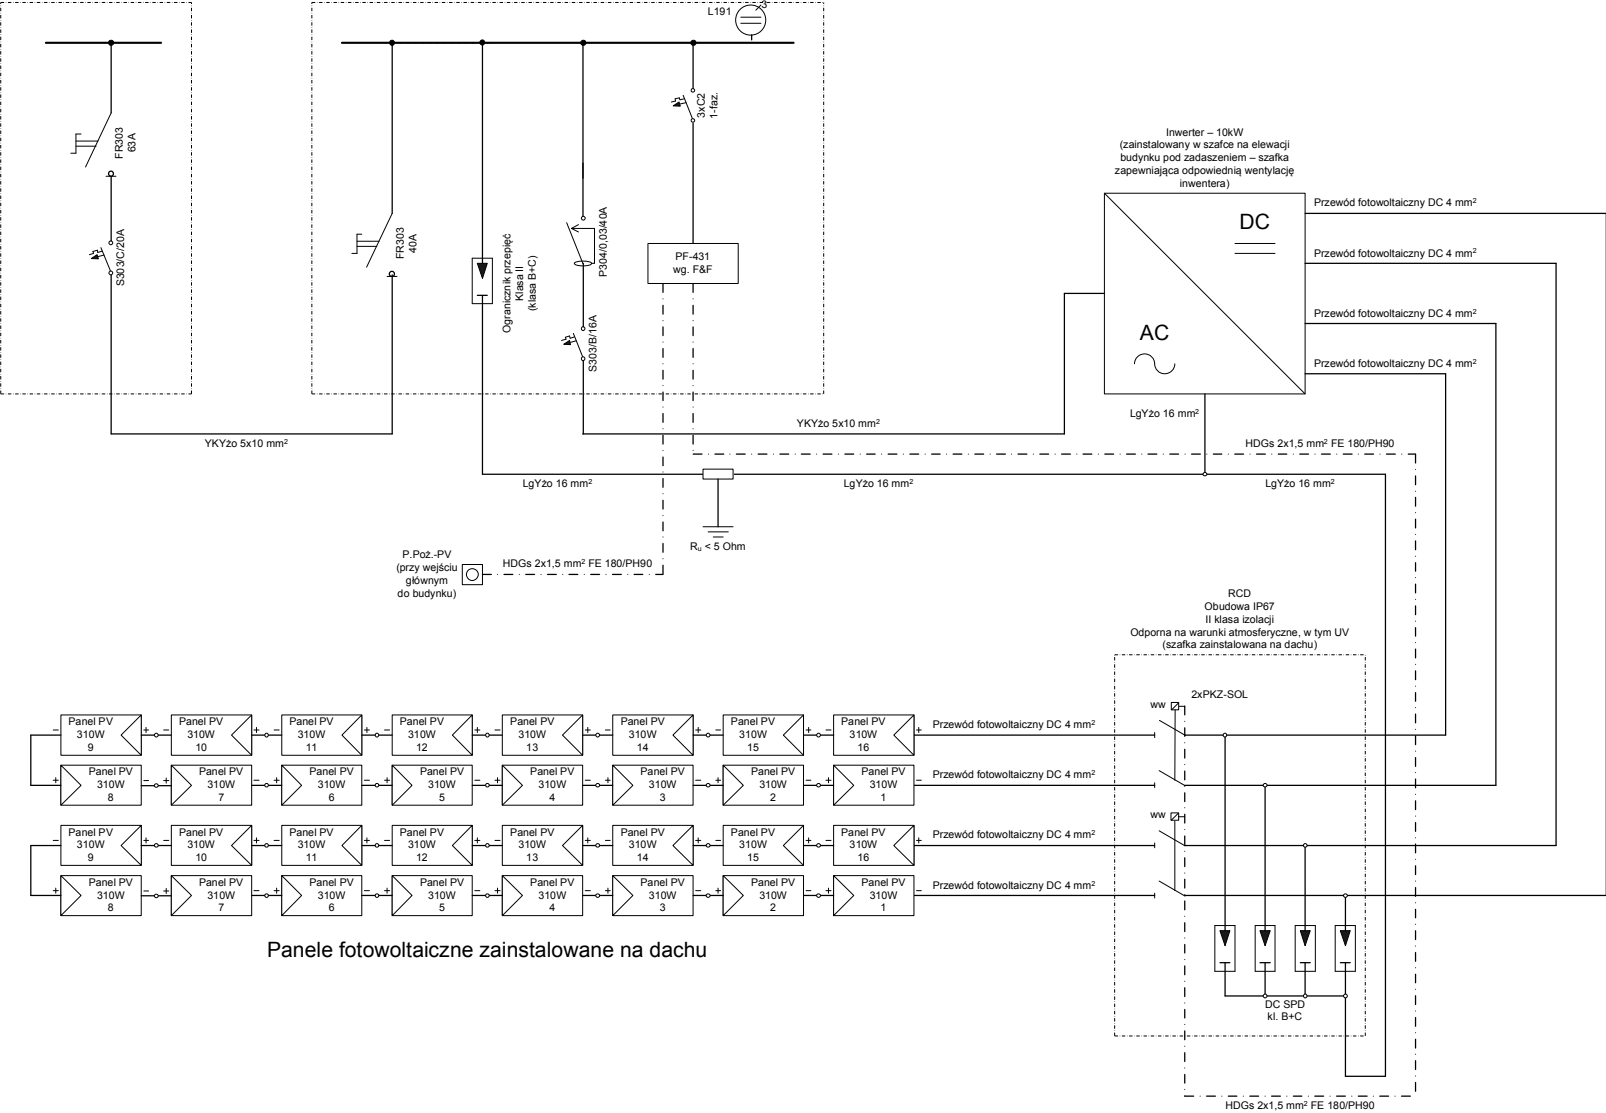 L191
3
FR303
63A
S303/C/20A
FR303
40A
Ogranicznik przepięć
Klasa II
(klasa B+C)
P304/0,03/40A
S303/B/16A
3xC2
1-faz.
PF-431
wg. F&F
Inwerter – 10kW
(zainstalowany w szafce na elewacji
budynku pod zadaszeniem – szafka
zapewniająca odpowiednią wentylację
inwentera)
DC
AC
Przewód fotowoltaiczny DC 4 mm²
Przewód fotowoltaiczny DC 4 mm²
Przewód fotowoltaiczny DC 4 mm²
Przewód fotowoltaiczny DC 4 mm²
LgYżo 16 mm²
YKYżo 5x10 mm²
YKYżo 5x10 mm²
HDGs 2x1,5 mm² FE 180/PH90
LgYżo 16 mm²
LgYżo 16 mm²
LgYżo 16 mm²
Rᵤ < 5 Ohm
P.Poż.-PV
(przy wejściu
głównym
do budynku)
HDGs 2x1,5 mm² FE 180/PH90
RCD
Obudowa IP67
II klasa izolacji
Odporna na warunki atmosferyczne, w tym UV
(szafka zainstalowana na dachu)
2xPKZ-SOL
ww
ww
Panel PV
310W
9
Panel PV
310W
10
Panel PV
310W
11
Panel PV
310W
12
Panel PV
310W
13
Panel PV
310W
14
Panel PV
310W
15
Panel PV
310W
16
Przewód fotowoltaiczny DC 4 mm²
Panel PV
310W
8
Panel PV
310W
7
Panel PV
310W
6
Panel PV
310W
5
Panel PV
310W
4
Panel PV
310W
3
Panel PV
310W
2
Panel PV
310W
1
Przewód fotowoltaiczny DC 4 mm²
Panel PV
310W
9
Panel PV
310W
10
Panel PV
310W
11
Panel PV
310W
12
Panel PV
310W
13
Panel PV
310W
14
Panel PV
310W
15
Panel PV
310W
16
Przewód fotowoltaiczny DC 4 mm²
Panel PV
310W
8
Panel PV
310W
7
Panel PV
310W
6
Panel PV
310W
5
Panel PV
310W
4
Panel PV
310W
3
Panel PV
310W
2
Panel PV
310W
1
Przewód fotowoltaiczny DC 4 mm²
Panele fotowoltaiczne zainstalowane na dachu
DC SPD
kl. B+C
HDGs 2x1,5 mm² FE 180/PH90